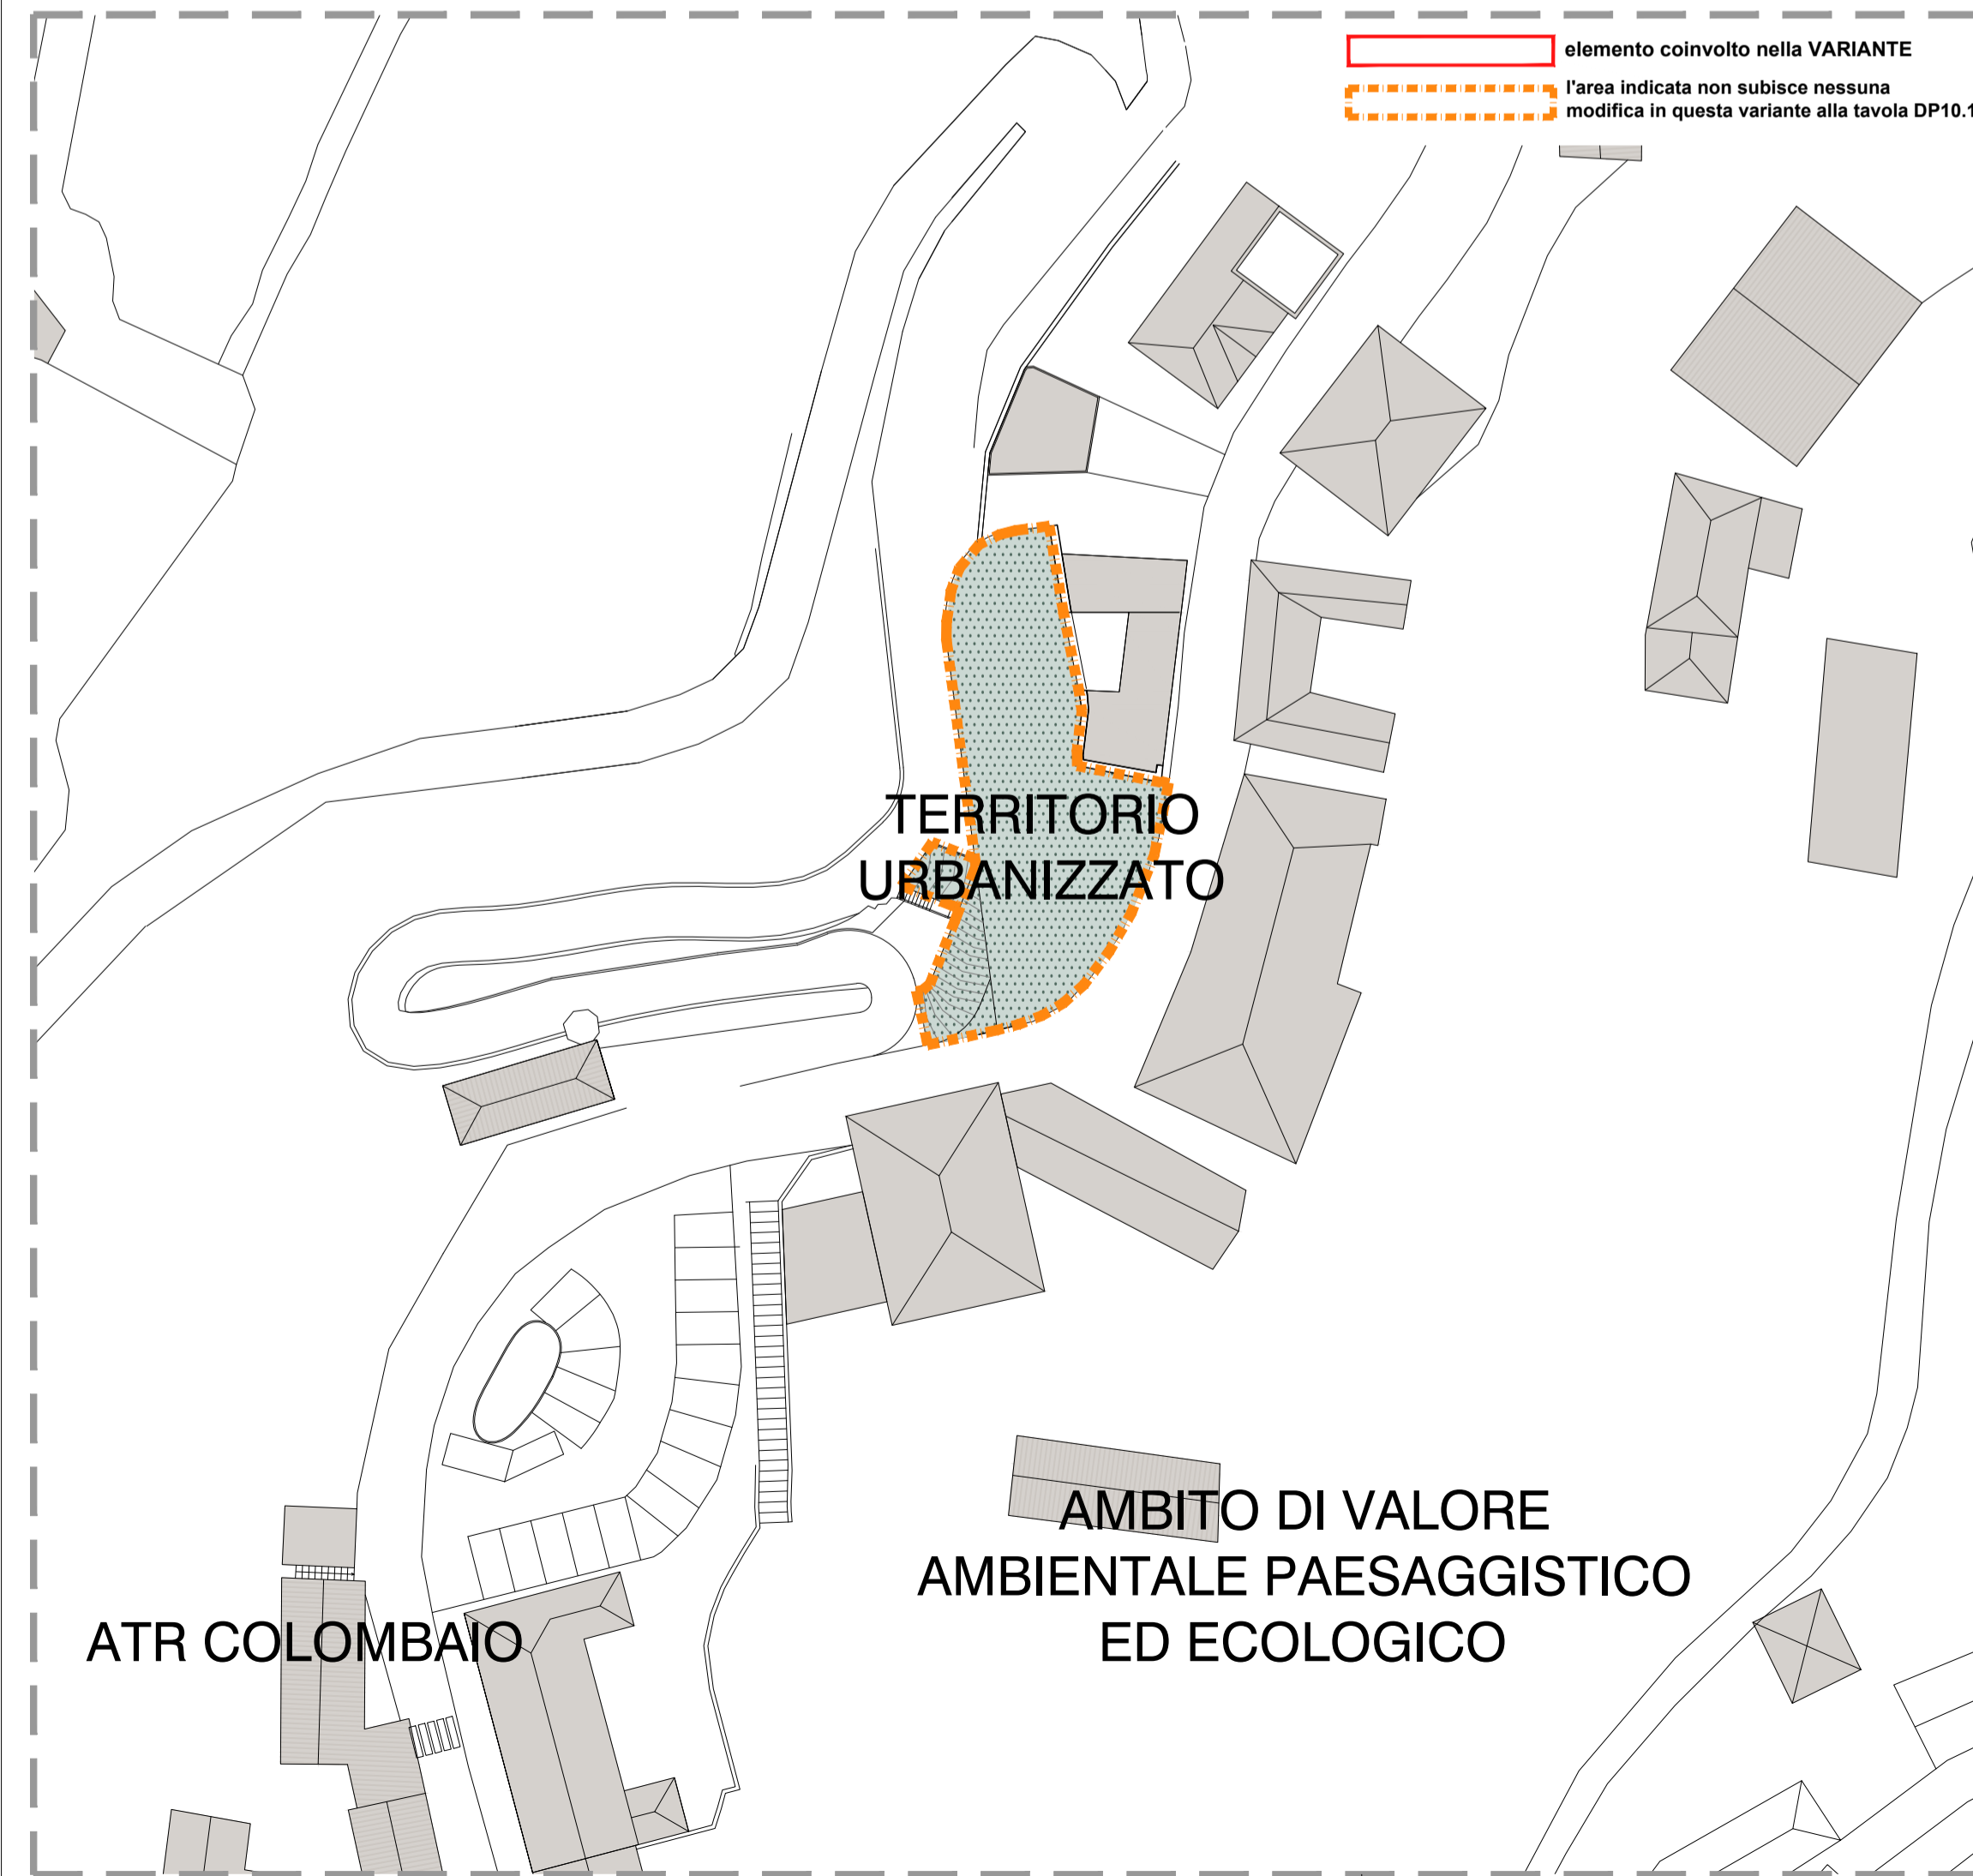 elemento coinvolto nella VARIANTE
l'area indicata non subisce nessuna
modifica in questa variante alla tavola DP10.1
TERRITORIO
URBANIZZATO
AMBITO DI VALORE
AMBIENTALE PAESAGGISTICO
ED ECOLOGICO
ATR COLOMBAIO